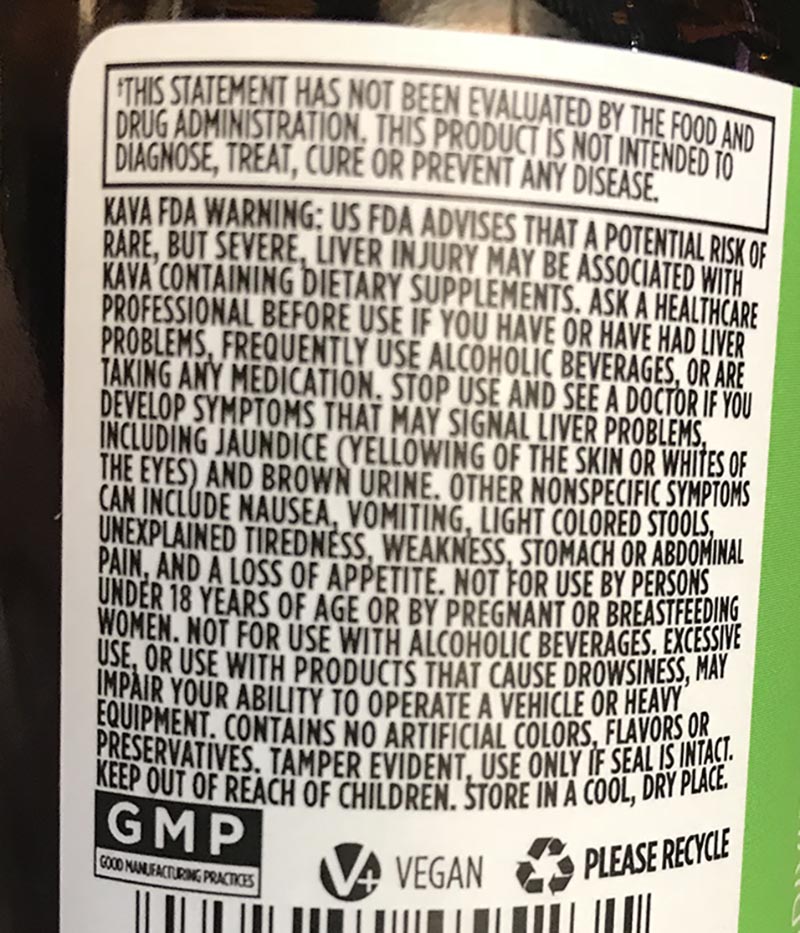 †THIS STATEMENT HAS NOT BEEN EVALUATED BY THE FOOD AND
DRUG ADMINISTRATION. THIS PRODUCT IS NOT INTENDED TO
DIAGNOSE, TREAT, CURE OR PREVENT ANY DISEASE.
KAVA FDA WARNING: US FDA ADVISES THAT A POTENTIAL RISK OF
RARE, BUT SEVERE, LIVER INJURY MAY BE ASSOCIATED WITH
KAVA CONTAINING DIETARY SUPPLEMENTS. ASK A HEALTHCARE
PROFESSIONAL BEFORE USE IF YOU HAVE OR HAVE HAD LIVER
PROBLEMS, FREQUENTLY USE ALCOHOLIC BEVERAGES, OR ARE
TAKING ANY MEDICATION. STOP USE AND SEE A DOCTOR IF YOU
DEVELOP SYMPTOMS THAT MAY SIGNAL LIVER PROBLEMS,
INCLUDING JAUNDICE (YELLOWING OF THE SKIN OR WHITES OF
THE EYES) AND BROWN URINE. OTHER NONSPECIFIC SYMPTOMS
CAN INCLUDE NAUSEA, VOMITING, LIGHT COLORED STOOLS,
UNEXPLAINED TIREDNESS, WEAKNESS, STOMACH OR ABDOMINAL
PAIN, AND A LOSS OF APPETITE. NOT FOR USE BY PERSONS
UNDER 18 YEARS OF AGE OR BY PREGNANT OR BREASTFEEDING
WOMEN. NOT FOR USE WITH ALCOHOLIC BEVERAGES. EXCESSIVE
USE, OR USE WITH PRODUCTS THAT CAUSE DROWSINESS, MAY
IMPAIR YOUR ABILITY TO OPERATE A VEHICLE OR HEAVY
EQUIPMENT. CONTAINS NO ARTIFICIAL COLORS, FLAVORS OR
PRESERVATIVES. TAMPER EVIDENT, USE ONLY IF SEAL IS INTACT.
KEEP OUT OF REACH OF CHILDREN. STORE IN A COOL, DRY PLACE.
GMP
GOOD MANUFACTURING PRACTICES
V+ VEGAN PLEASE RECYCLE